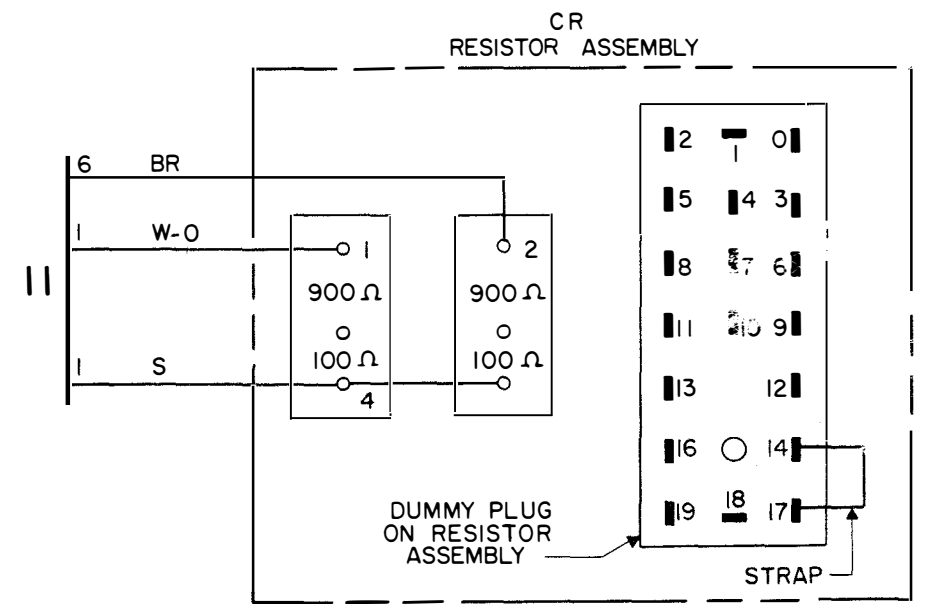 CR
RESISTOR ASSEMBLY
6 BR
1 W-O
11
1 S
1
900 Ω
100 Ω
4
2
900 Ω
100 Ω
2 1 0
5 4 3
8 7 6
11 10 9
13 12
16 14
19 18 17
DUMMY PLUG
ON RESISTOR
ASSEMBLY
STRAP